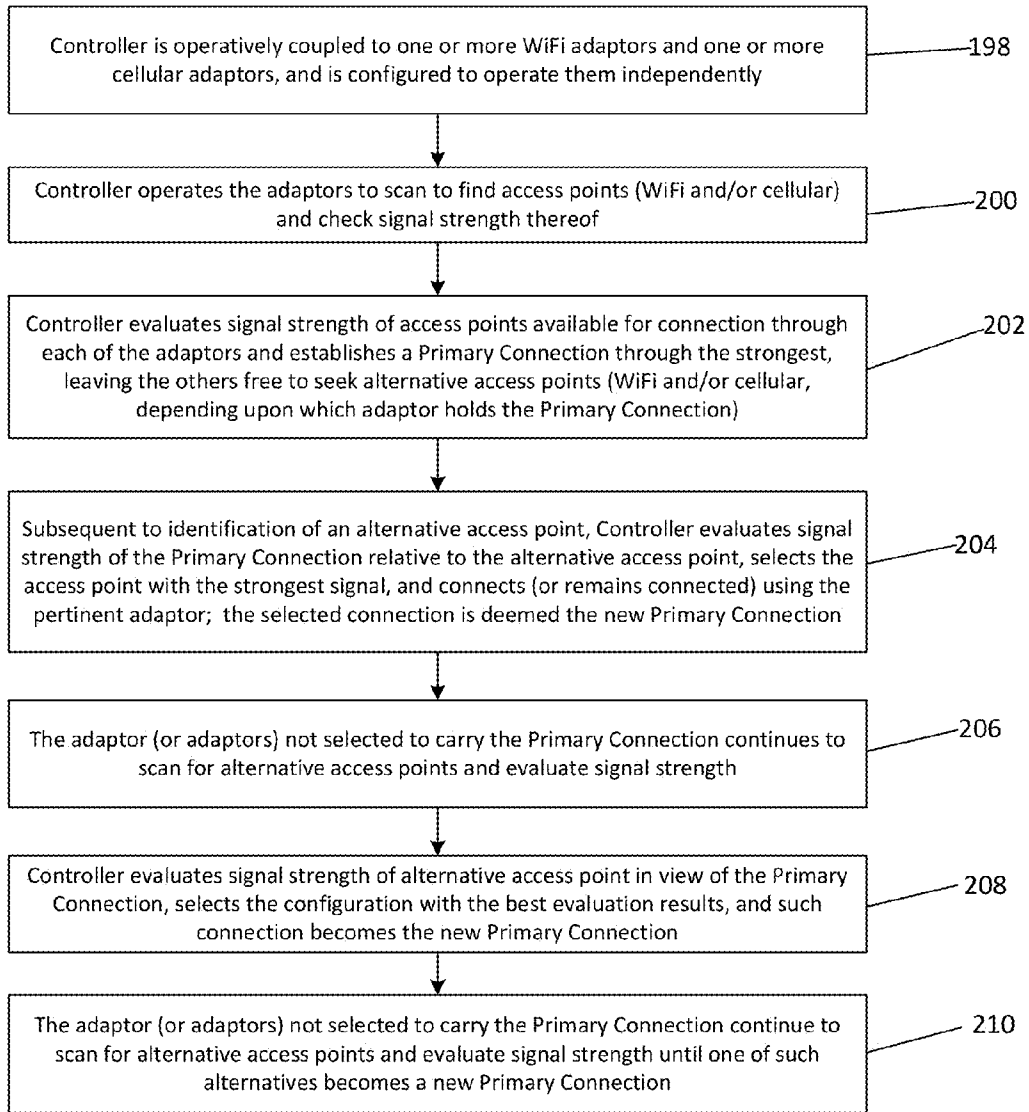 Controller is operatively coupled to one or more WiFi adaptors and one or more
cellular adaptors, and is configured to operate them independently
198
Controller operates the adaptors to scan to find access points (WiFi and/or cellular)
and check signal strength thereof
200
Controller evaluates signal strength of access points available for connection through
each of the adaptors and establishes a Primary Connection through the strongest,
leaving the others free to seek alternative access points (WiFi and/or cellular,
depending upon which adaptor holds the Primary Connection)
202
Subsequent to identification of an alternative access point, Controller evaluates signal
strength of the Primary Connection relative to the alternative access point, selects the
access point with the strongest signal, and connects (or remains connected) using the
pertinent adaptor; the selected connection is deemed the new Primary Connection
204
The adaptor (or adaptors) not selected to carry the Primary Connection continues to
scan for alternative access points and evaluate signal strength
206
Controller evaluates signal strength of alternative access point in view of the Primary
Connection, selects the configuration with the best evaluation results, and such
connection becomes the new Primary Connection
208
The adaptor (or adaptors) not selected to carry the Primary Connection continue to
scan for alternative access points and evaluate signal strength until one of such
alternatives becomes a new Primary Connection
210